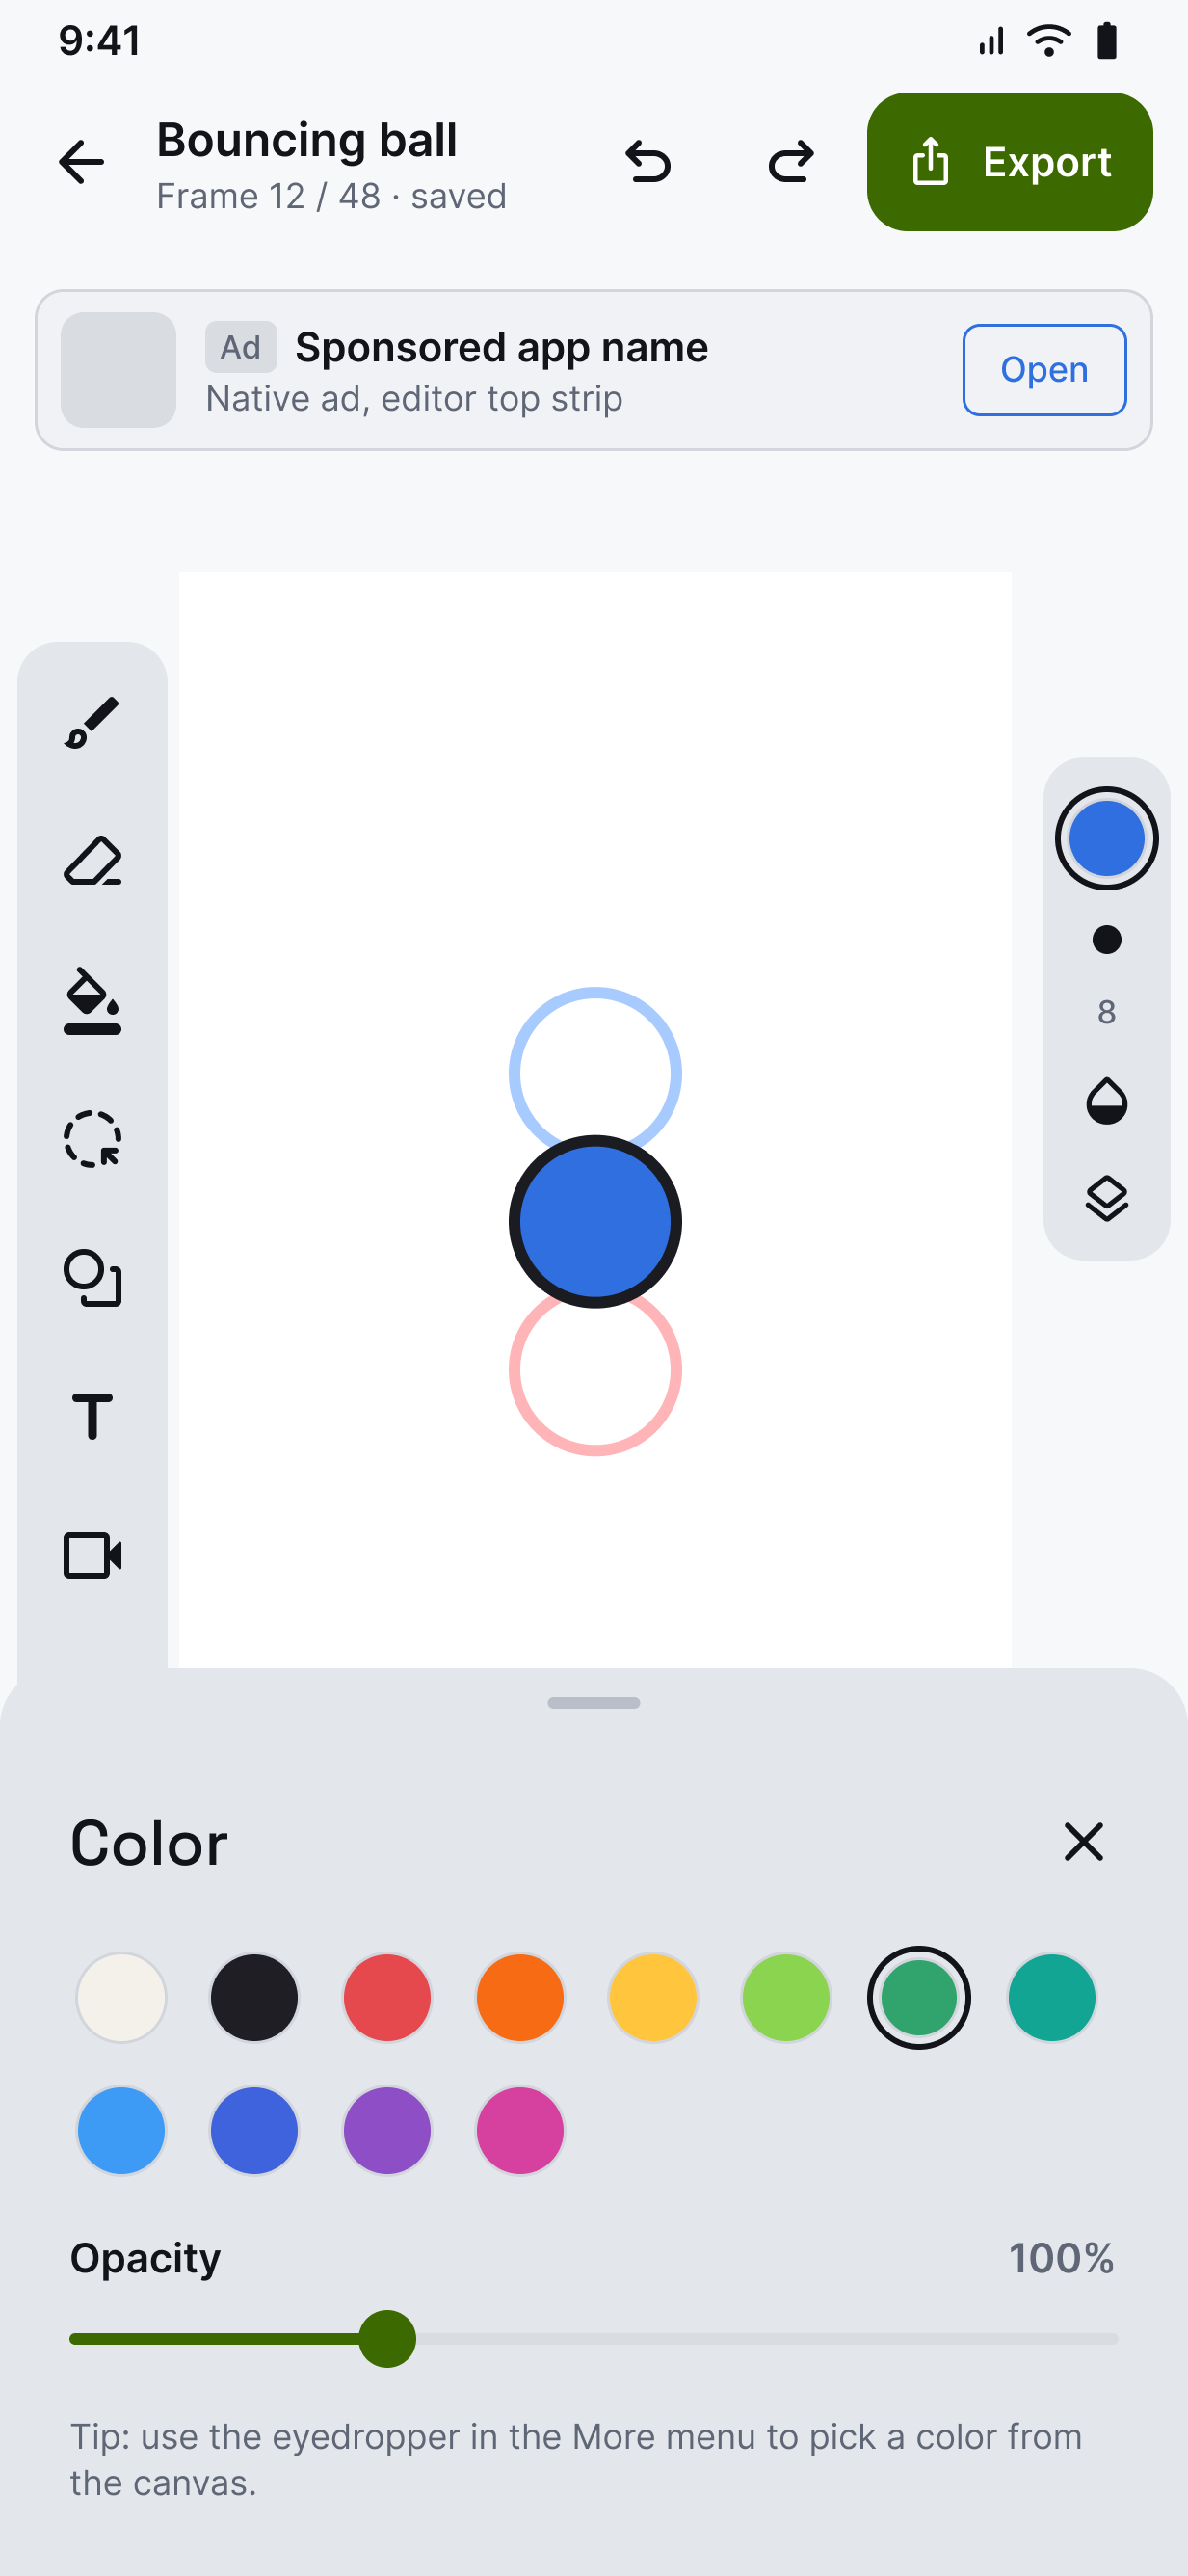 9:41
Bouncing ball
Frame 12 / 48 · saved
Export
Ad Sponsored app name
Native ad, editor top strip
Open
8
Color
Opacity 100%
Tip: use the eyedropper in the More menu to pick a color from
the canvas.